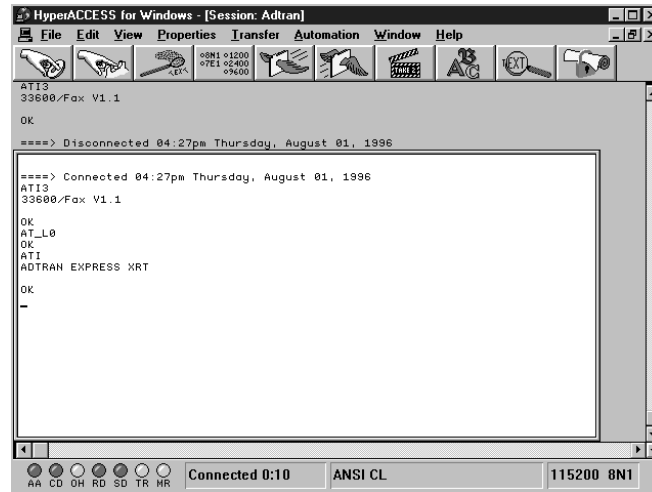 HyperACCESS for Windows - [Session: Adtran]
File Edit View Properties Transfer Automation Window Help
8N1 1200
7E1 2400
9600
TEXT
ABC
TEXT
ATI3
33600/Fax V1.1
OK
====> Disconnected 04:27pm Thursday, August 01, 1996
====> Connected 04:27pm Thursday, August 01, 1996
ATI3
33600/Fax V1.1
OK
AT_L0
OK
ATI
ADTRAN EXPRESS XRT
OK
AA CD OH RD SD TR MR
Connected 0:10
ANSI CL
115200 8N1